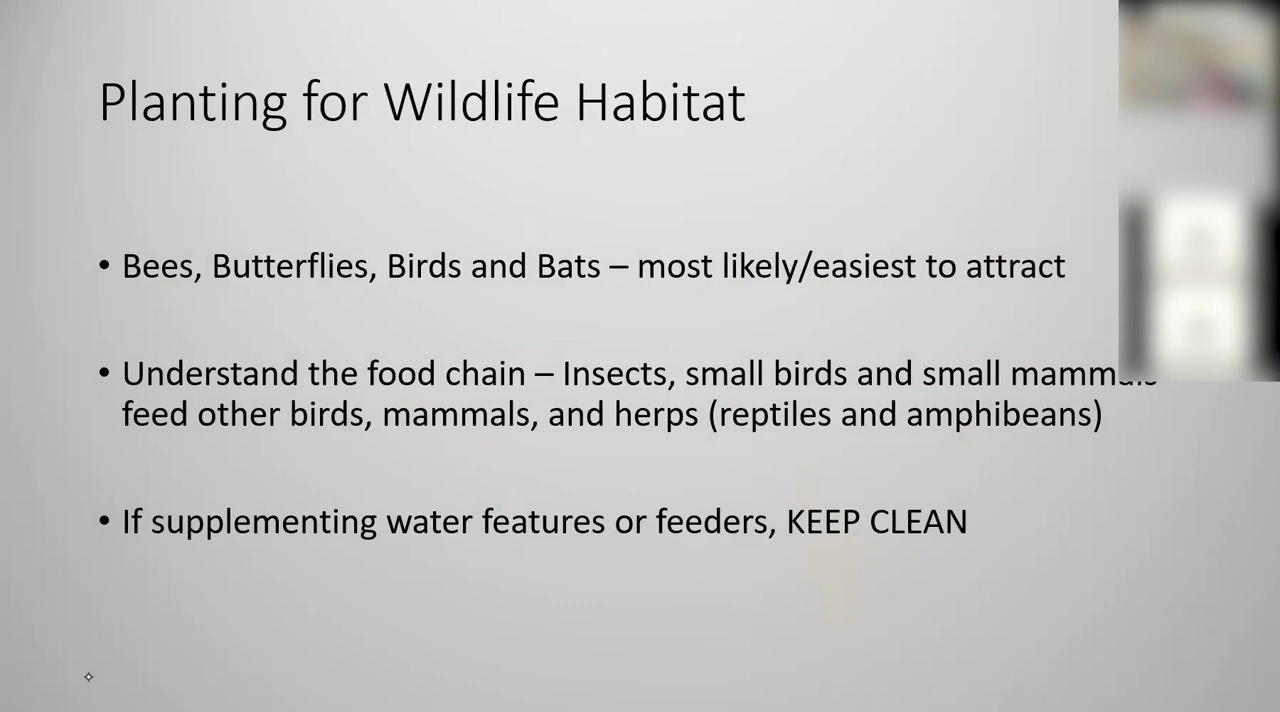 Planting for Wildlife Habitat
• Bees, Butterflies, Birds and Bats – most likely/easiest to attract
• Understand the food chain – Insects, small birds and small mammals
feed other birds, mammals, and herps (reptiles and amphibeans)
• If supplementing water features or feeders, KEEP CLEAN